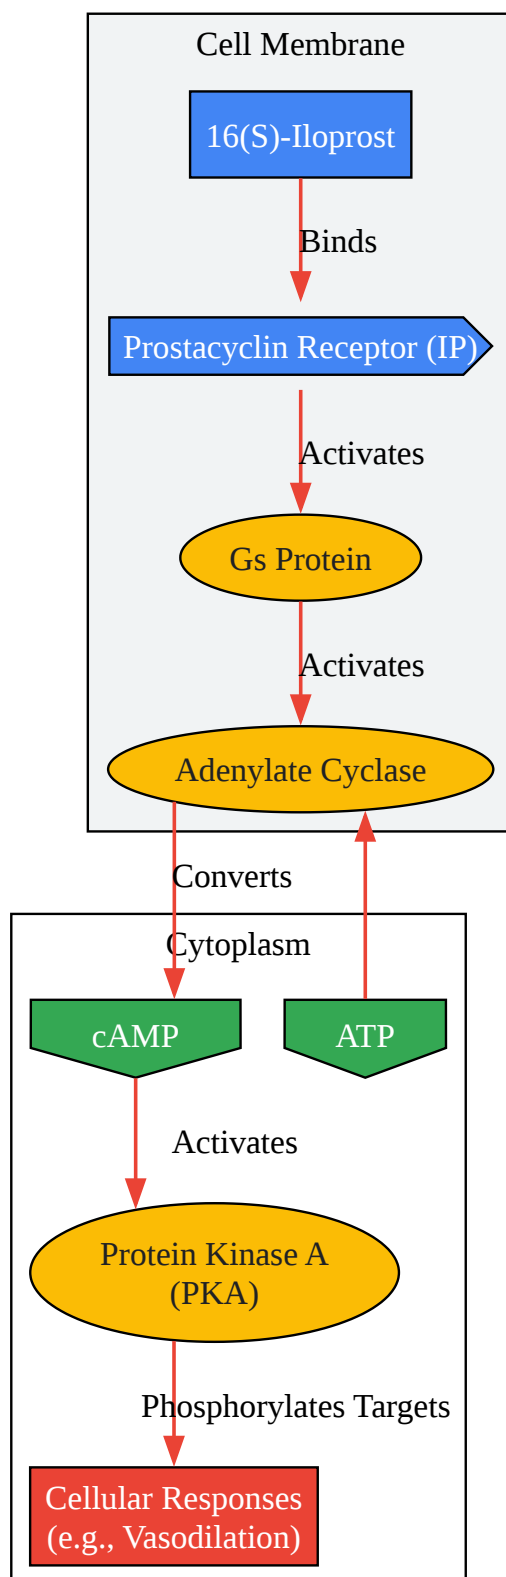 Cell Membrane
16(S)-Iloprost
Binds
Prostacyclin Receptor (IP)
Activates
Gs Protein
Activates
Adenylate Cyclase
Converts
Cytoplasm
cAMP
ATP
Activates
Protein Kinase A
(PKA)
Phosphorylates Targets
Cellular Responses
(e.g., Vasodilation)